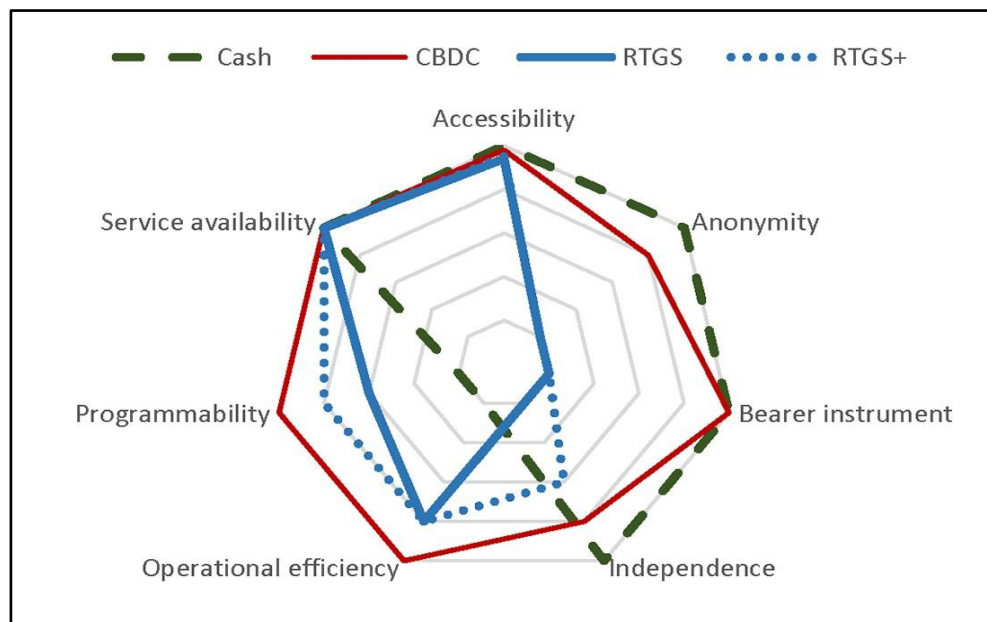 Cash CBDC RTGS RTGS+
Accessibility
Service availability
Anonymity
Programmability
Bearer instrument
Operational efficiency
Independence